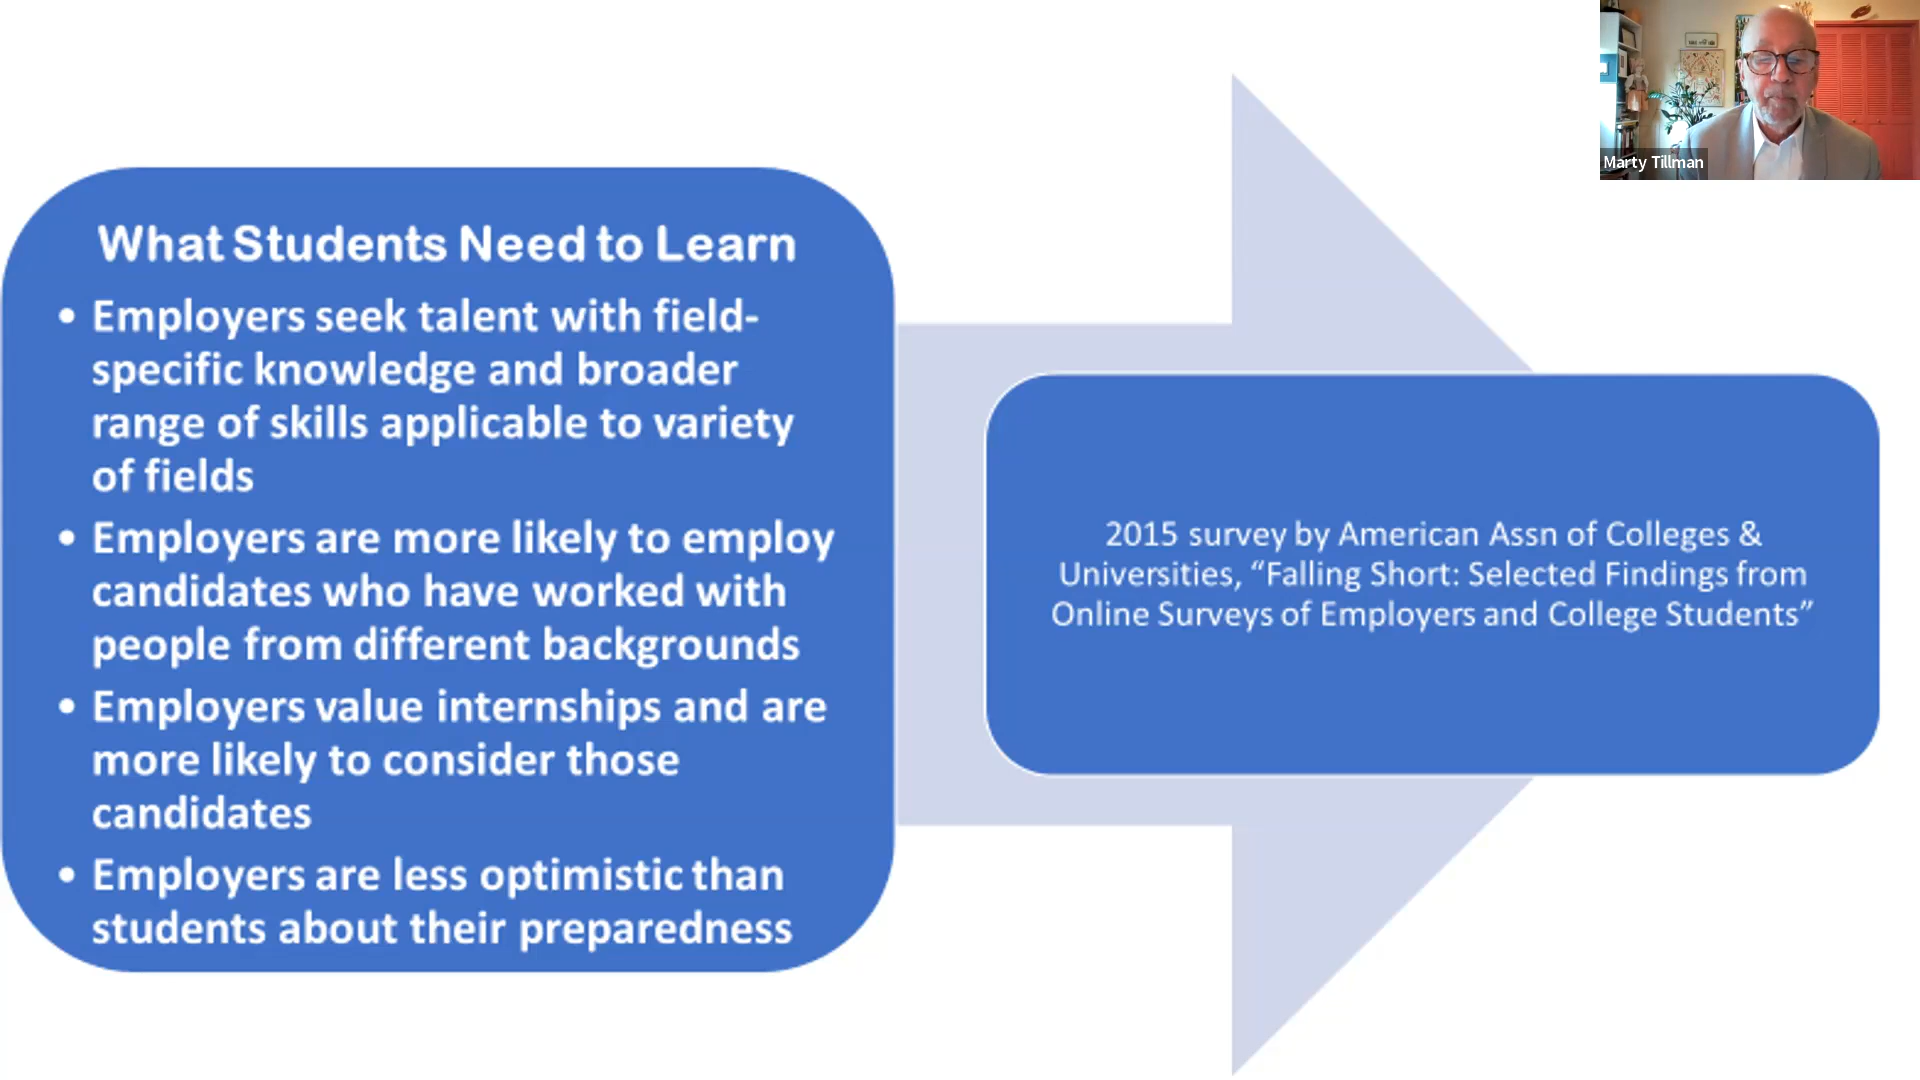 What Students Need to Learn
• Employers seek talent with field-
specific knowledge and broader
range of skills applicable to variety
of fields
• Employers are more likely to employ
candidates who have worked with
people from different backgrounds
• Employers value internships and are
more likely to consider those
candidates
• Employers are less optimistic than
students about their preparedness
2015 survey by American Assn of Colleges &
Universities, “Falling Short: Selected Findings from
Online Surveys of Employers and College Students”
Marty Tillman